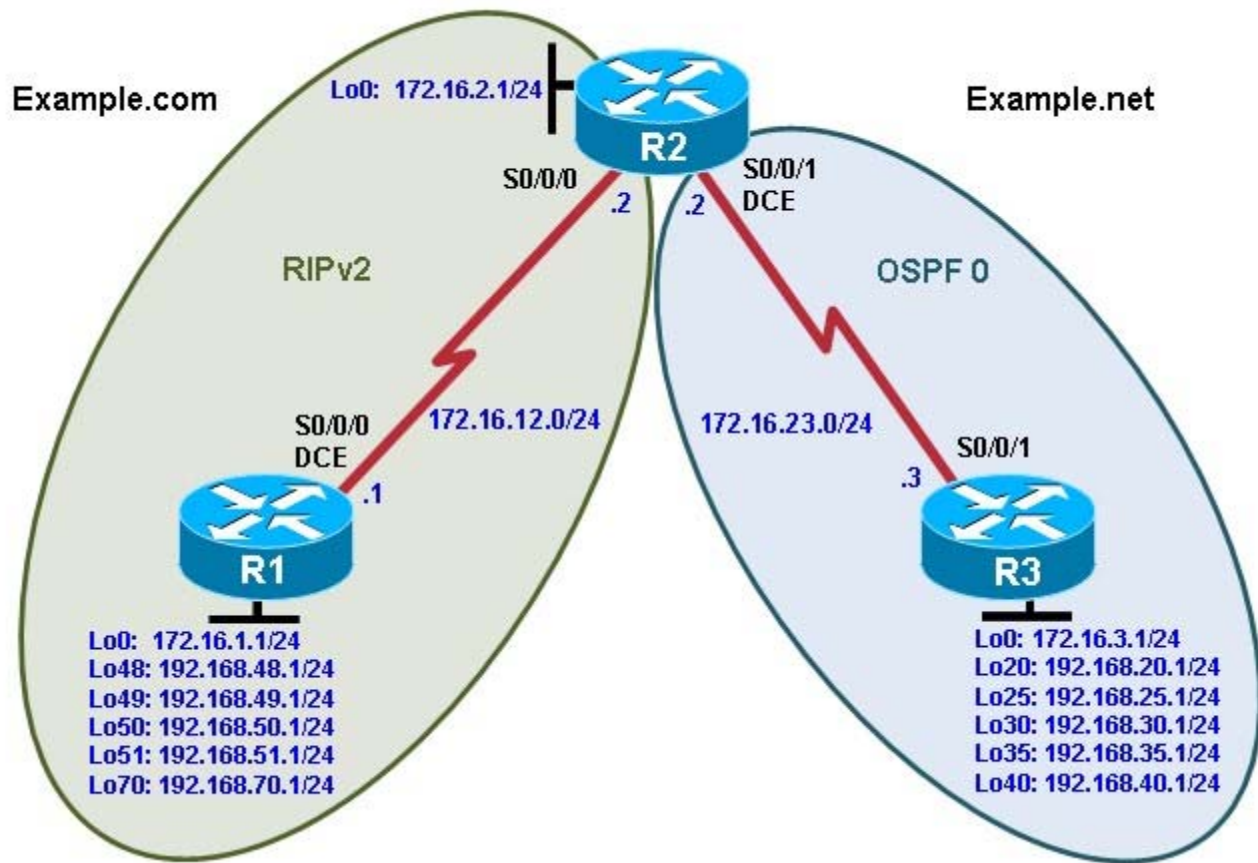 Example.com
Lo0: 172.16.2.1/24
R2
Example.net
S0/0/0
.2
.2
S0/0/1
DCE
RIPv2
OSPF 0
172.16.12.0/24
172.16.23.0/24
S0/0/0
DCE
.1
S0/0/1
.3
R1
R3
Lo0: 172.16.1.1/24
Lo48: 192.168.48.1/24
Lo49: 192.168.49.1/24
Lo50: 192.168.50.1/24
Lo51: 192.168.51.1/24
Lo70: 192.168.70.1/24
Lo0: 172.16.3.1/24
Lo20: 192.168.20.1/24
Lo25: 192.168.25.1/24
Lo30: 192.168.30.1/24
Lo35: 192.168.35.1/24
Lo40: 192.168.40.1/24